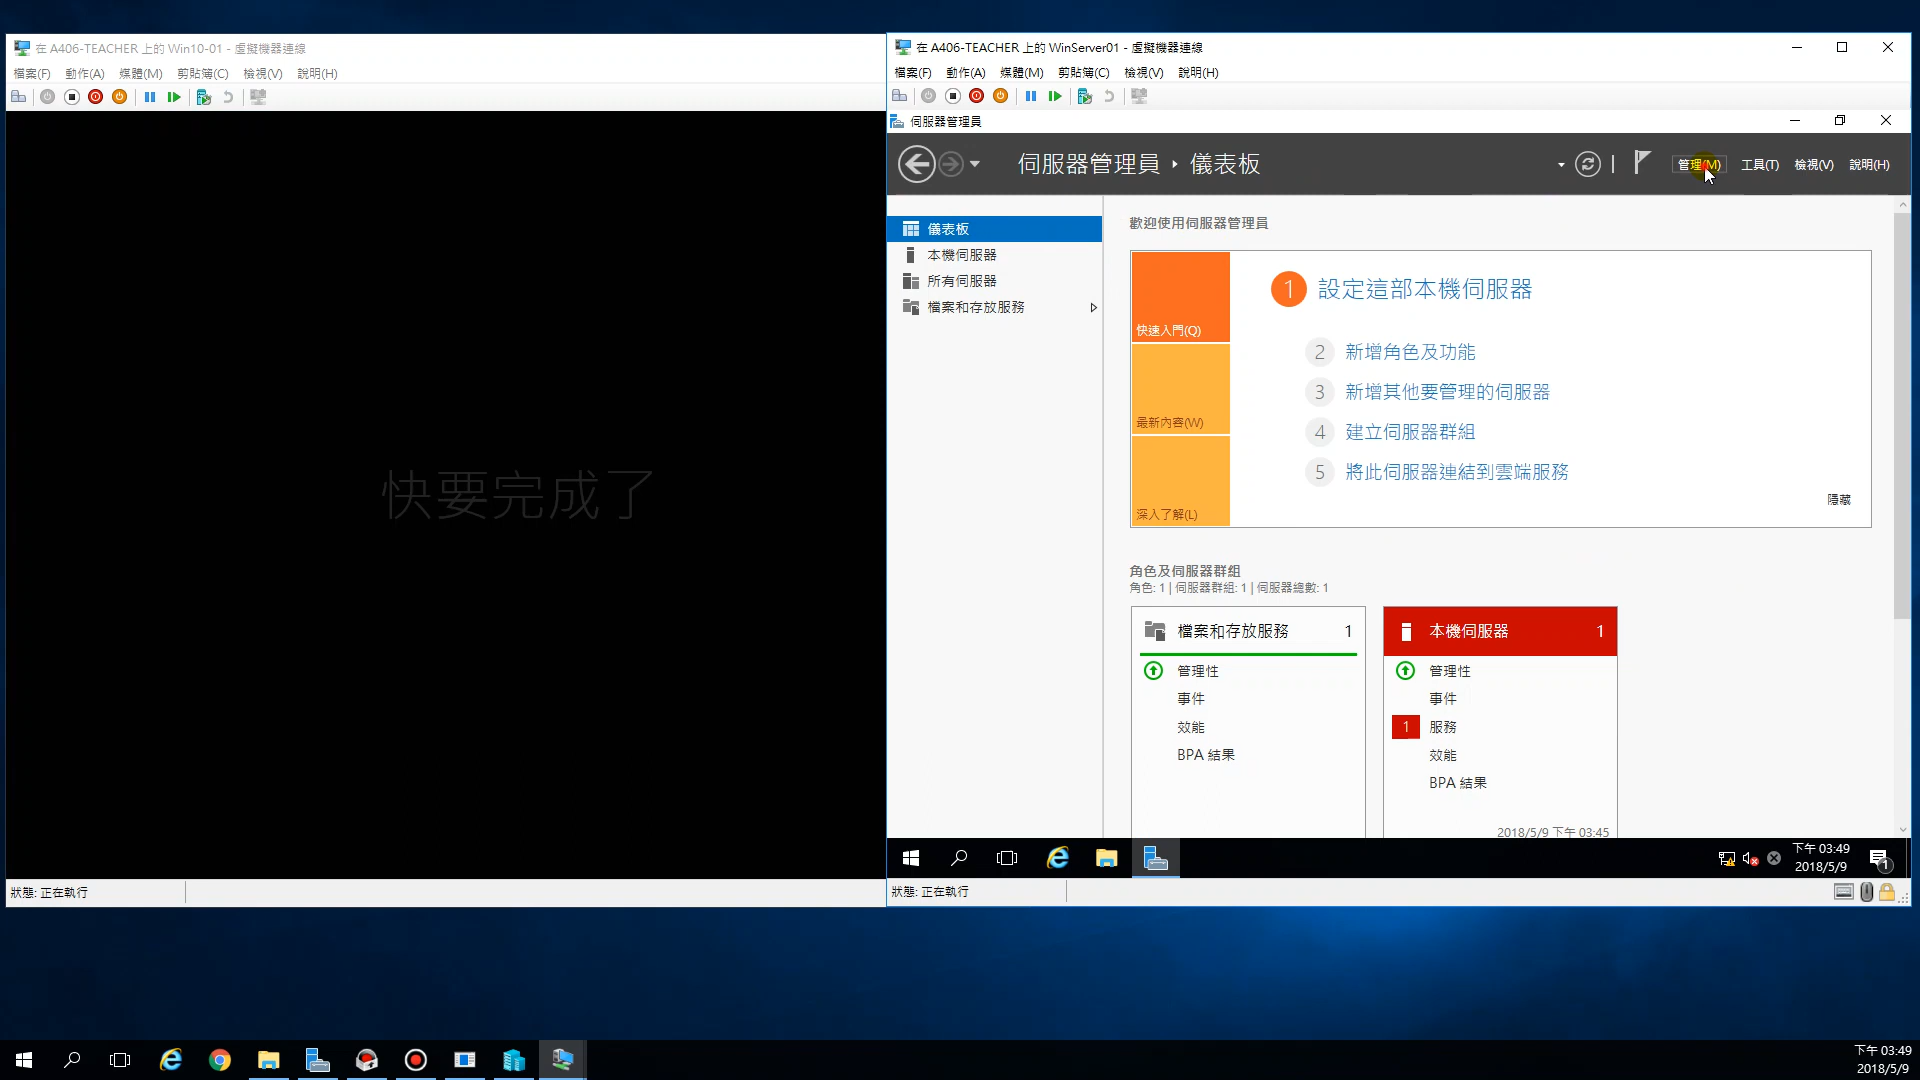 在 A406-TEACHER 上的 Win10-01 - 虛擬機器連線
檔案(F) 動作(A) 媒體(M) 剪貼簿(C) 檢視(V) 說明(H)
快要完成了
狀態: 正在執行
在 A406-TEACHER 上的 WinServer01 - 虛擬機器連線
檔案(F) 動作(A) 媒體(M) 剪貼簿(C) 檢視(V) 說明(H)
伺服器管理員
伺服器管理員 ‣ 儀表板
管理(M) 工具(T) 檢視(V) 說明(H)
儀表板
本機伺服器
所有伺服器
檔案和存放服務
歡迎使用伺服器管理員
快速入門(Q)
最新內容(W)
深入了解(L)
1 設定這部本機伺服器
2 新增角色及功能
3 新增其他要管理的伺服器
4 建立伺服器群組
5 將此伺服器連結到雲端服務
隱藏
角色及伺服器群組
角色: 1 | 伺服器群組: 1 | 伺服器總數: 1
檔案和存放服務 1
管理性
事件
效能
BPA 結果
本機伺服器 1
管理性
事件
1 服務
效能
BPA 結果
2018/5/9 下午 03:45
下午 03:49
2018/5/9
1
狀態: 正在執行
下午 03:49
2018/5/9